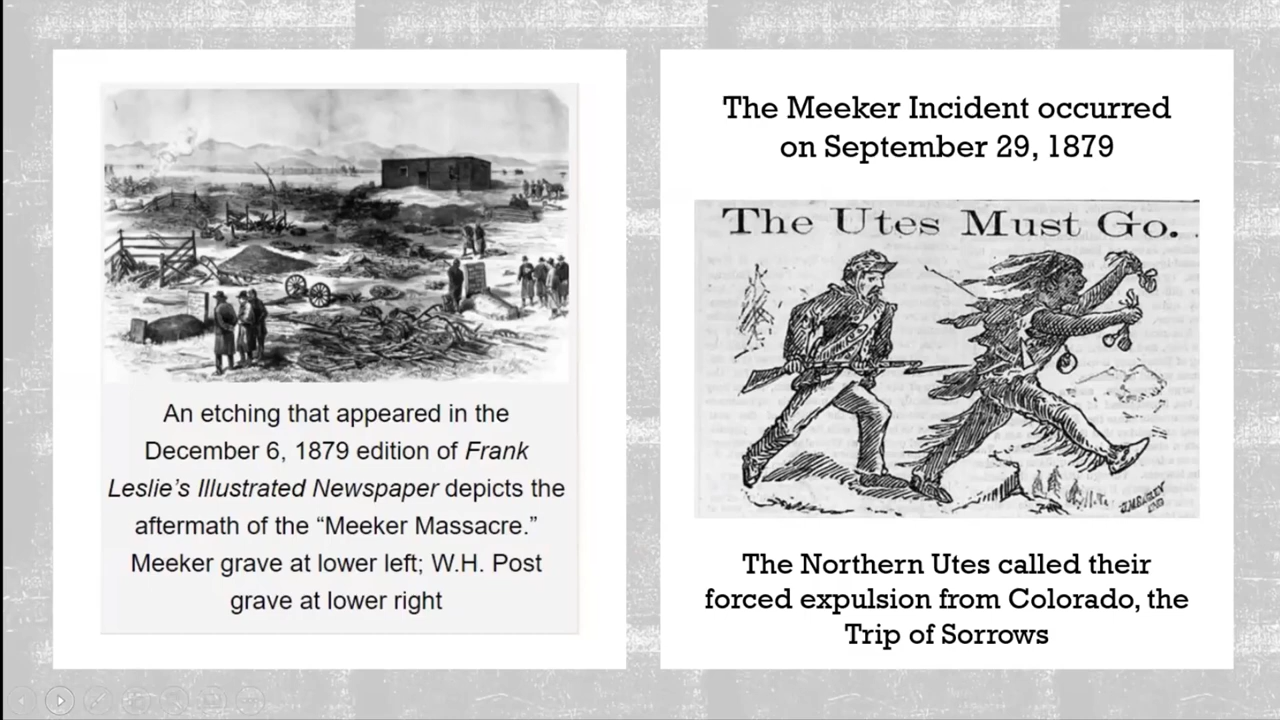 An etching that appeared in the
December 6, 1879 edition of Frank
Leslie's Illustrated Newspaper depicts the
aftermath of the “Meeker Massacre.”
Meeker grave at lower left; W.H. Post
grave at lower right
The Meeker Incident occurred
on September 29, 1879
The Utes Must Go.
The Northern Utes called their
forced expulsion from Colorado, the
Trip of Sorrows